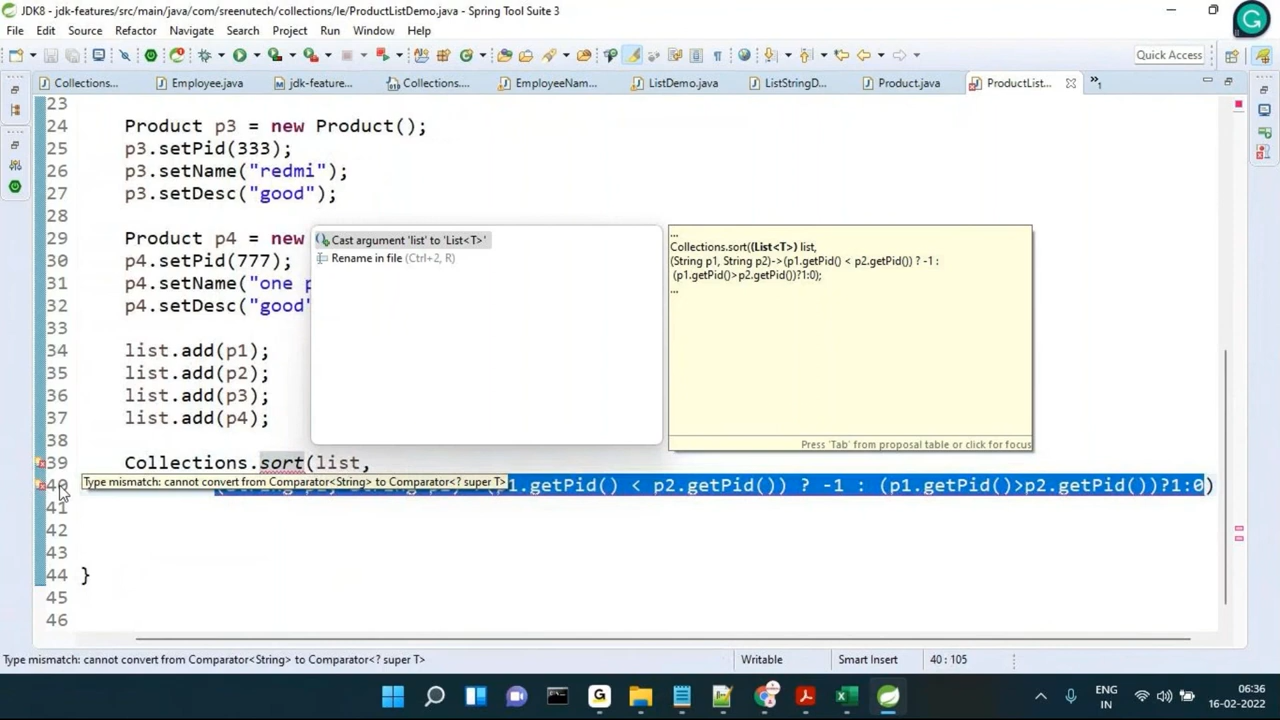 JDK8 - jdk-features/src/main/java/com/sreenutech/collections/le/ProductListDemo.java - Spring Tool Suite 3
File Edit Source Refactor Navigate Search Project Run Window Help
Quick Access
Collections... Employee.java jdk-feature... Collections.... EmployeeNam... ListDemo.java ListStringD... Product.java ProductList... »1
23
24 Product p3 = new Product();
25 p3.setPid(333);
26 p3.setName("redmi");
27 p3.setDesc("good");
28
29 Product p4 = new
30 p4.setPid(777);
31 p4.setName("one p
32 p4.setDesc("good"
33
34 list.add(p1);
35 list.add(p2);
36 list.add(p3);
37 list.add(p4);
38
39 Collections.sort(list,
40 p1.getPid() < p2.getPid()) ? -1 : (p1.getPid()>p2.getPid())?1:0)
41
42
43
44 }
45
46
Cast argument 'list' to 'List<T>'
Rename in file (Ctrl+2, R)
...
Collections.sort((List<T>) list,
(String p1, String p2)->(p1.getPid() < p2.getPid()) ? -1 :
(p1.getPid()>p2.getPid())?1:0);
...
Press 'Tab' from proposal table or click for focus
Type mismatch: cannot convert from Comparator<String> to Comparator<? super T>
Type mismatch: cannot convert from Comparator<String> to Comparator<? super T>
Writable
Smart Insert
40 : 105
ENG
IN
06:36
16-02-2022